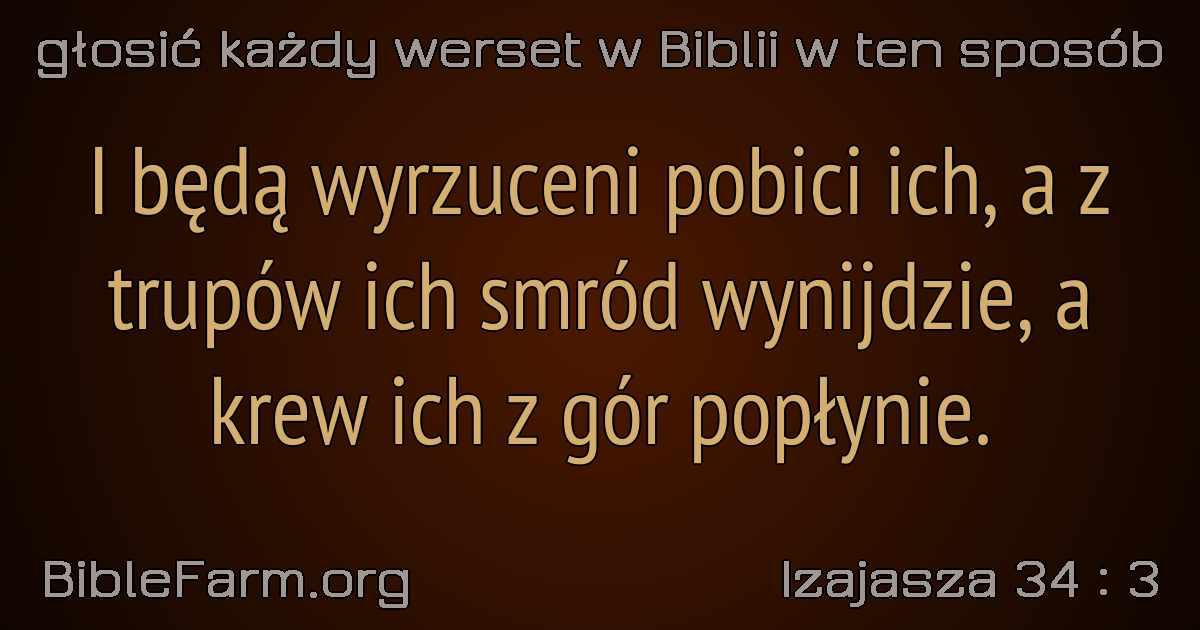 głosić każdy werset w Biblii w ten sposób
I będą wyrzuceni pobici ich, a z
trupów ich smród wynijdzie, a
krew ich z gór popłynie.
BibleFarm.org
Izajasza 34 : 3